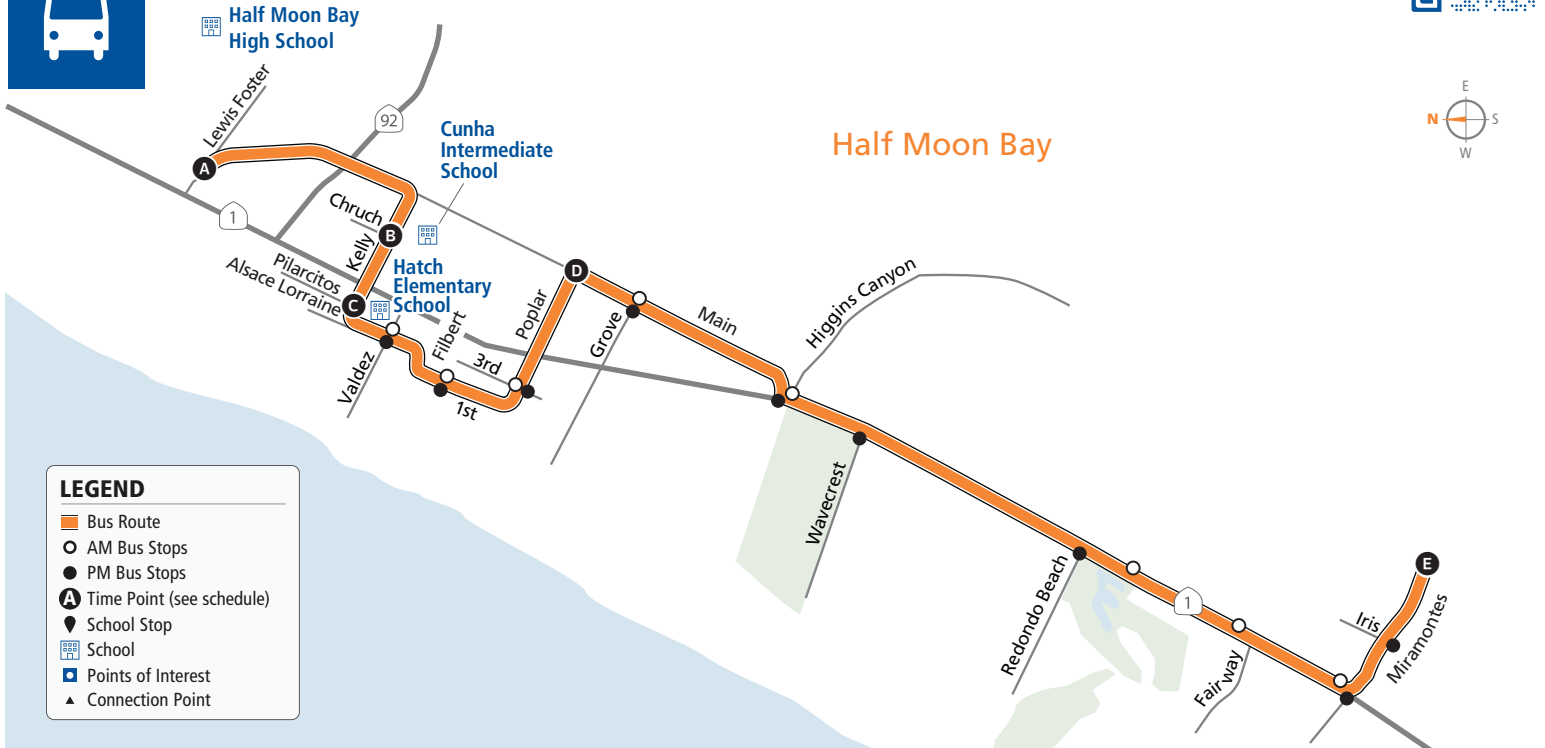 Half Moon Bay
High School
Lewis Foster
92
Cunha
Intermediate
School
Half Moon Bay
E
N
S
W
A
1
Chruch
B
Kelly
Pilarcitos
Alsace Lorraine
C
Hatch
Elementary
School
D
Filbert
Poplar
3rd
Valdez
1st
Grove
Main
Higgins Canyon
Wavecrest
Redondo Beach
1
Fairway
Iris
Miramontes
E
LEGEND
Bus Route
AM Bus Stops
PM Bus Stops
A Time Point (see schedule)
School Stop
School
Points of Interest
Connection Point